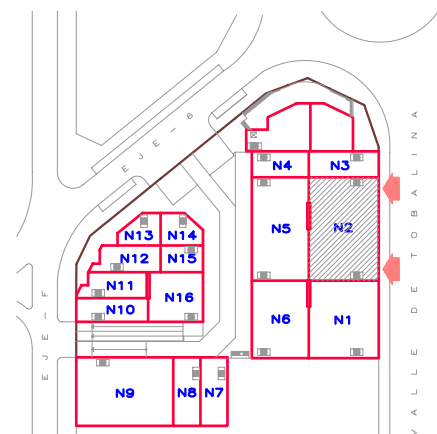 EJE-6
VALLE DE TOBALINA
N4
N3
N5
N2
N13
N14
N12
N15
N11
N16
N10
N6
N1
EJE-F
N9
N8
N7